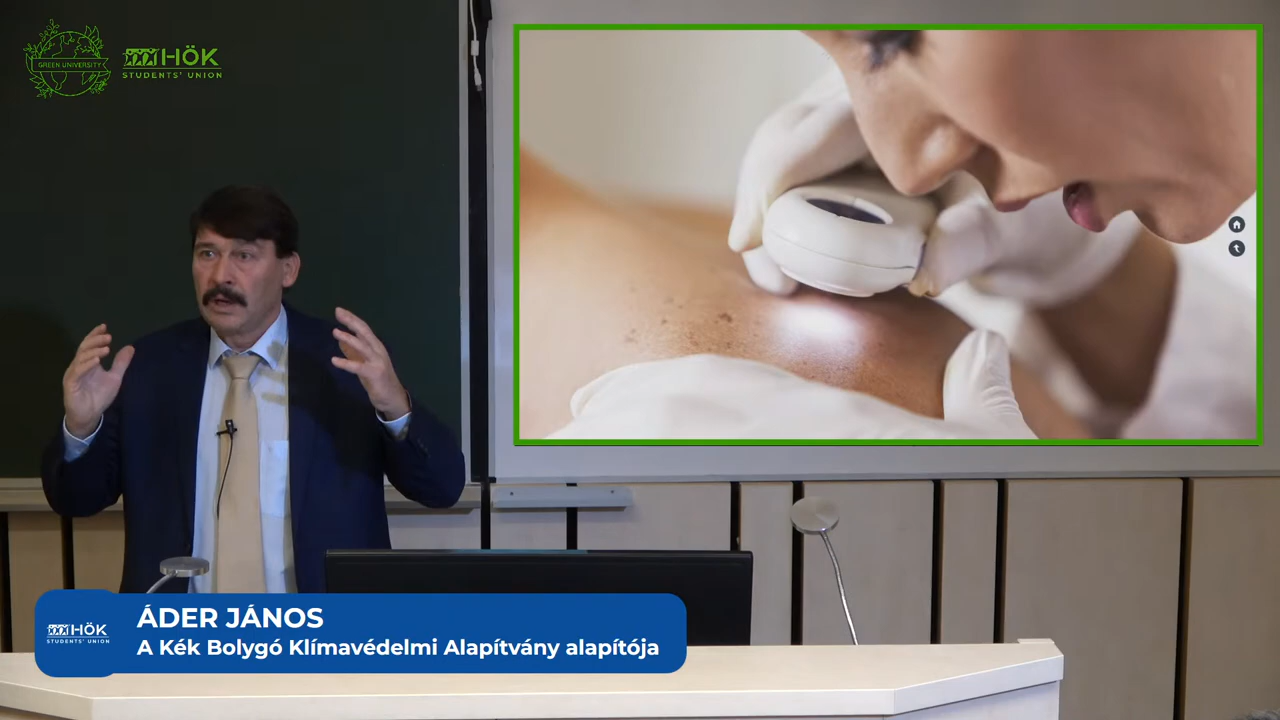 GREEN UNIVERSITY
HÖK
STUDENTS' UNION
HÖK
STUDENTS' UNION
ÁDER JÁNOS
A Kék Bolygó Klímavédelmi Alapítvány alapítója